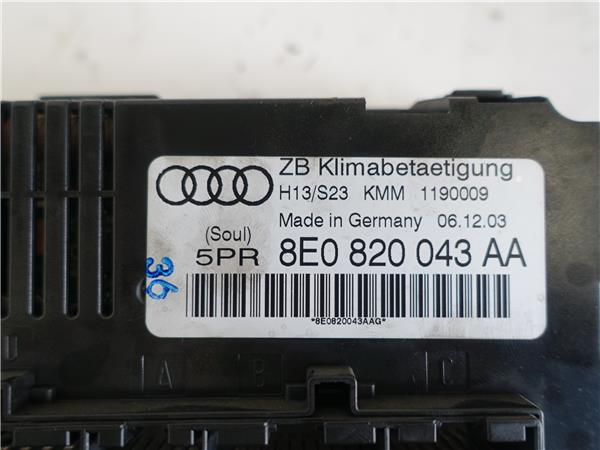 ZB Klimabetaetigung
H13/S23 KMM 1190009
Made in Germany 06.12.03
(Soul)
5PR 8E0 820 043 AA
*8E0820043AAG*
36
A B C